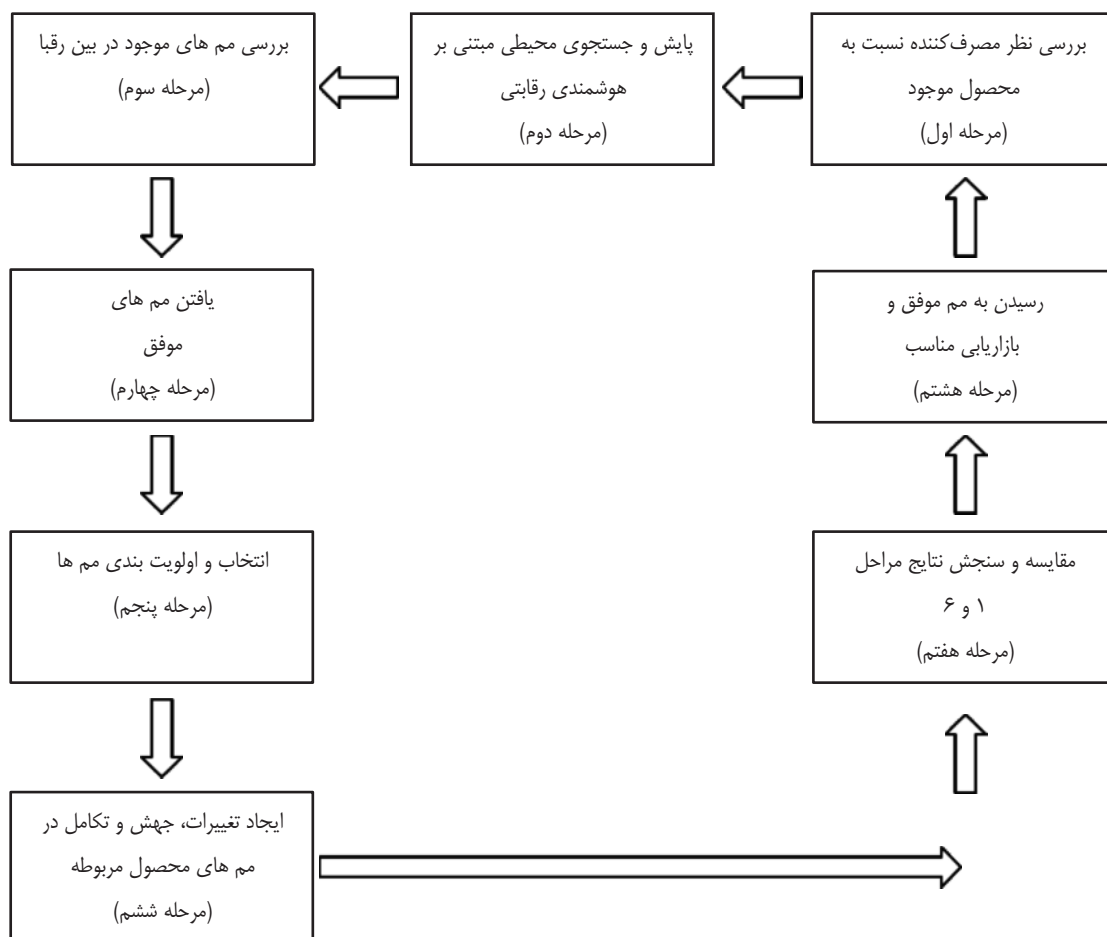 بررسی نظر مصرف‌کننده نسبت به
محصول موجود
(مرحله اول)
پایش و جستجوی محیطی مبتنی بر
هوشمندی رقابتی
(مرحله دوم)
بررسی مم های موجود در بین رقبا
(مرحله سوم)
یافتن مم های
موفق
(مرحله چهارم)
انتخاب و اولویت بندی مم ها
(مرحله پنجم)
ایجاد تغییرات، جهش و تکامل در
مم های محصول مربوطه
(مرحله ششم)
مقایسه و سنجش نتایج مراحل
۱ و ۶
(مرحله هفتم)
رسیدن به مم موفق و
بازاریابی مناسب
(مرحله هشتم)